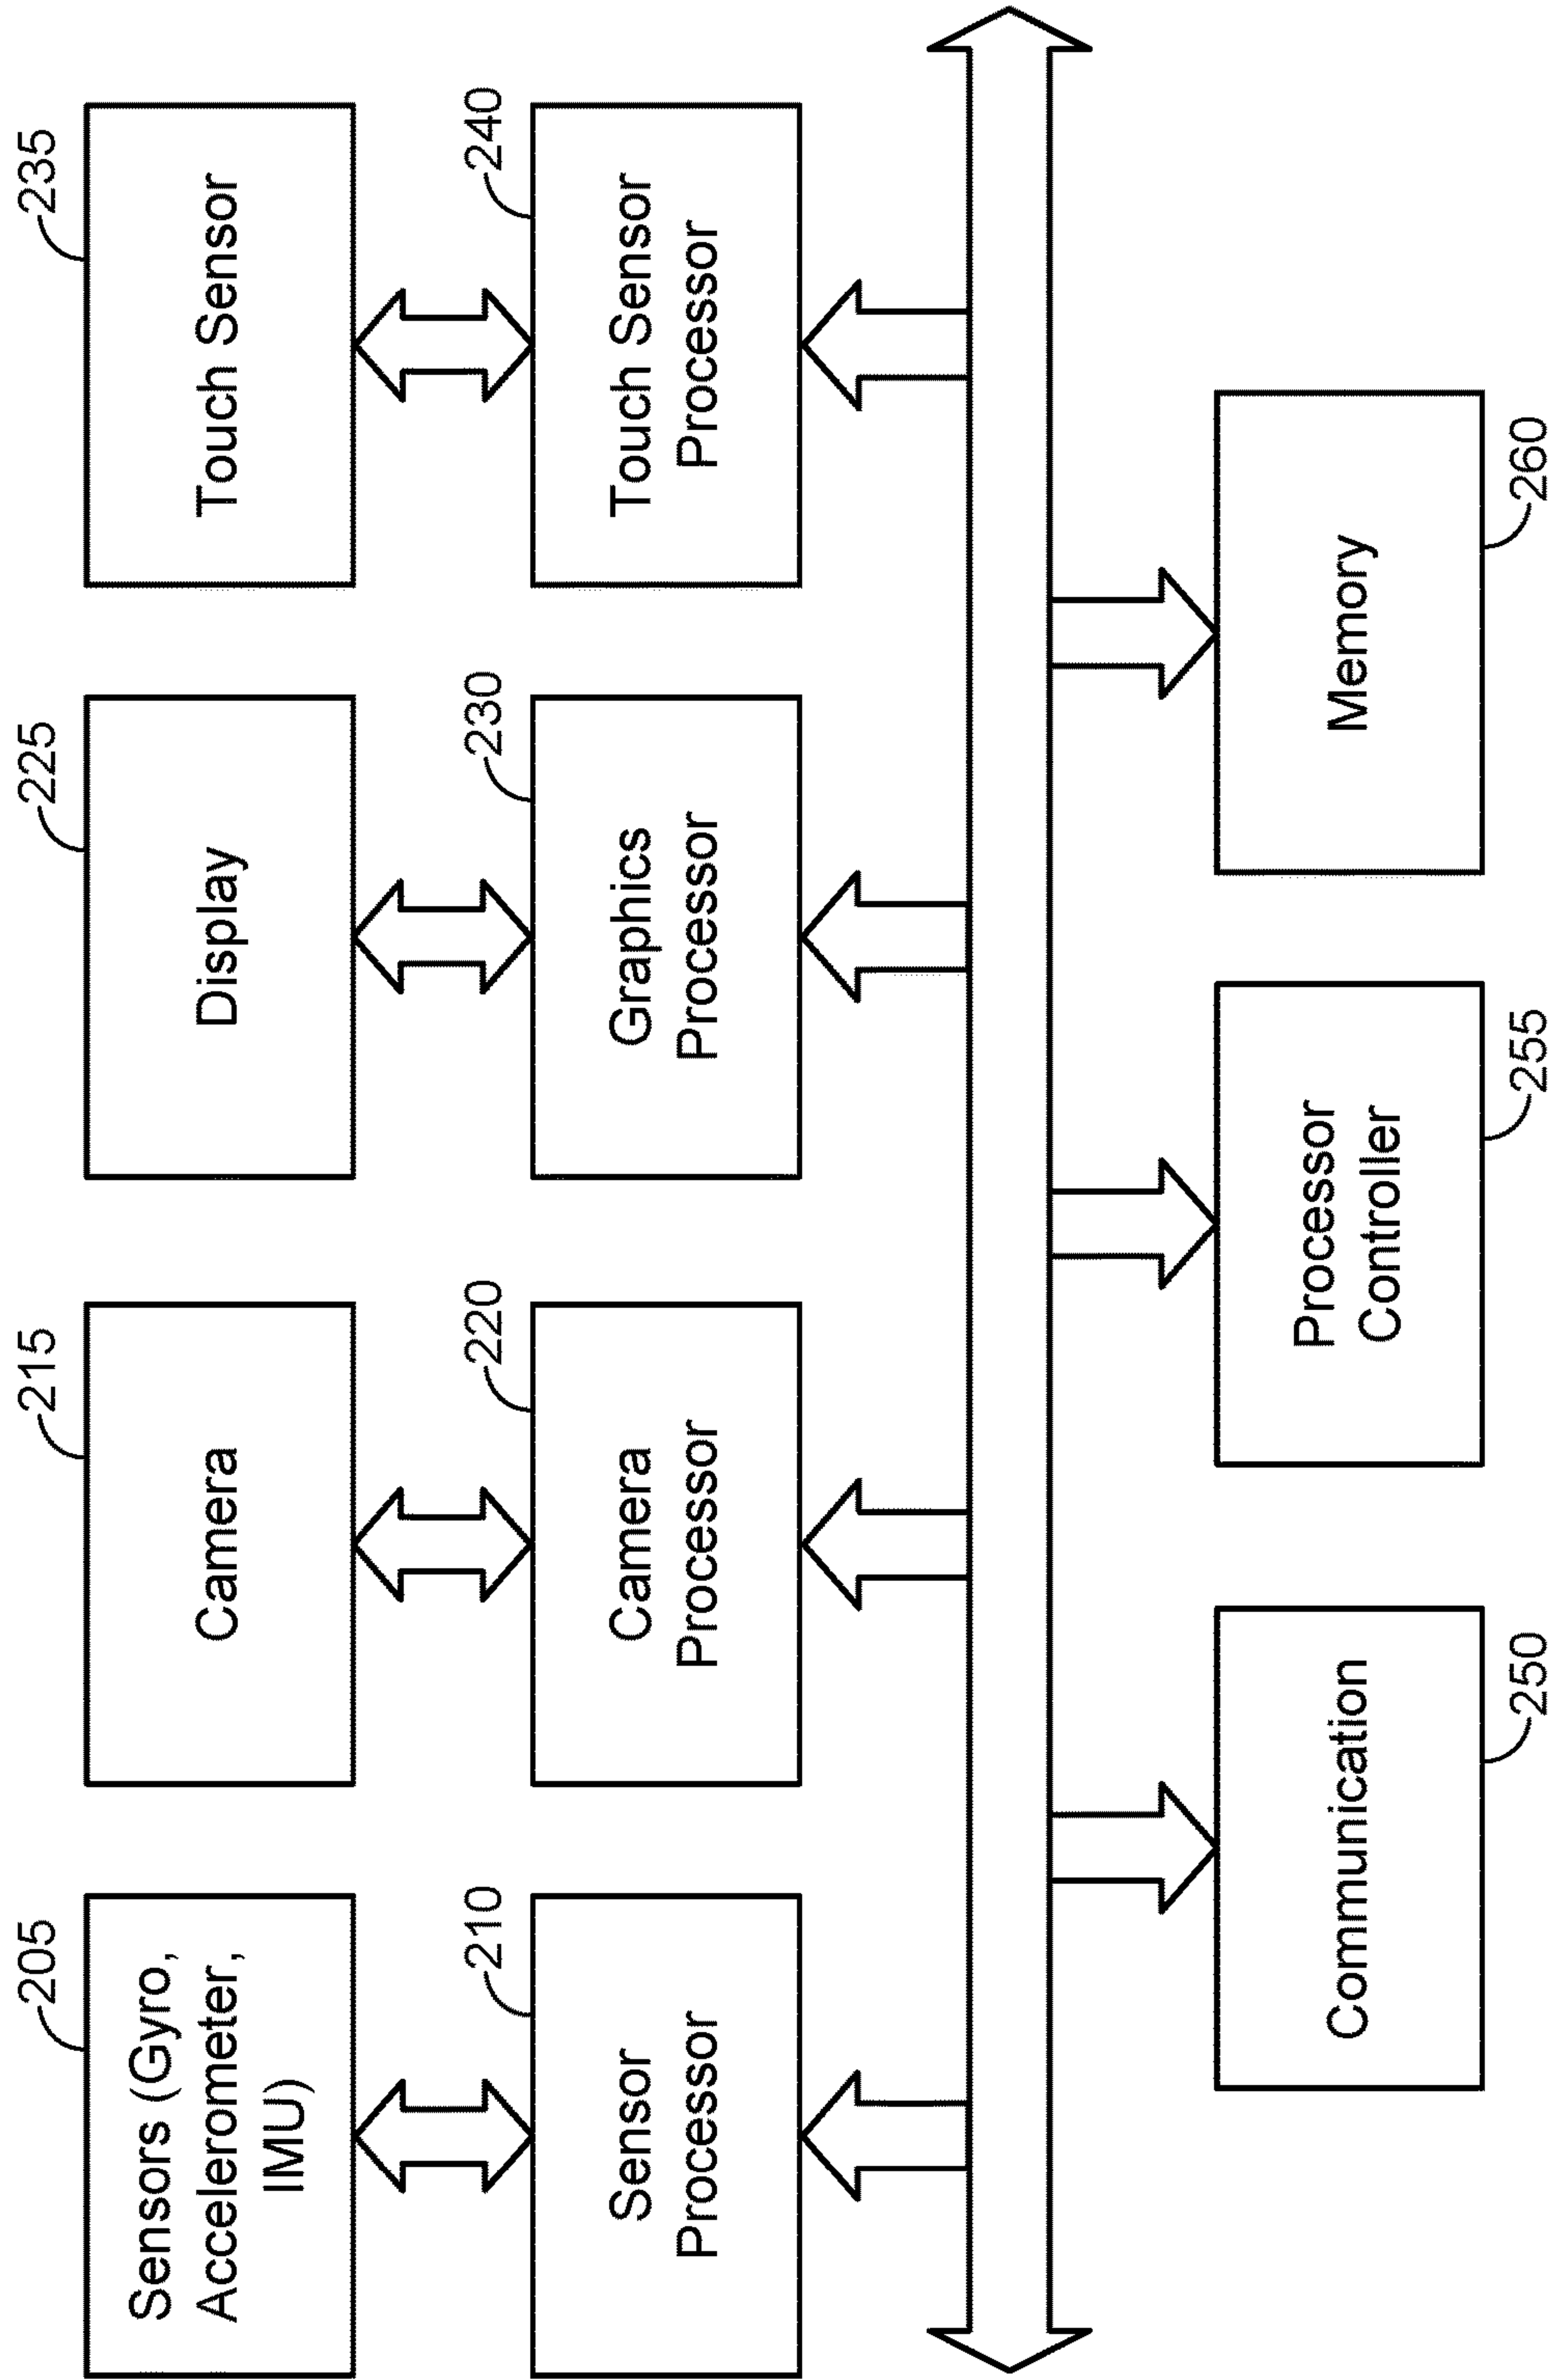 205
Sensors (Gyro,
Accelerometer,
IMU)
215
Camera
225
Display
235
Touch Sensor
210
Sensor
Processor
220
Camera
Processor
230
Graphics
Processor
240
Touch Sensor
Processor
Communication
250
Processor
Controller
255
Memory
260